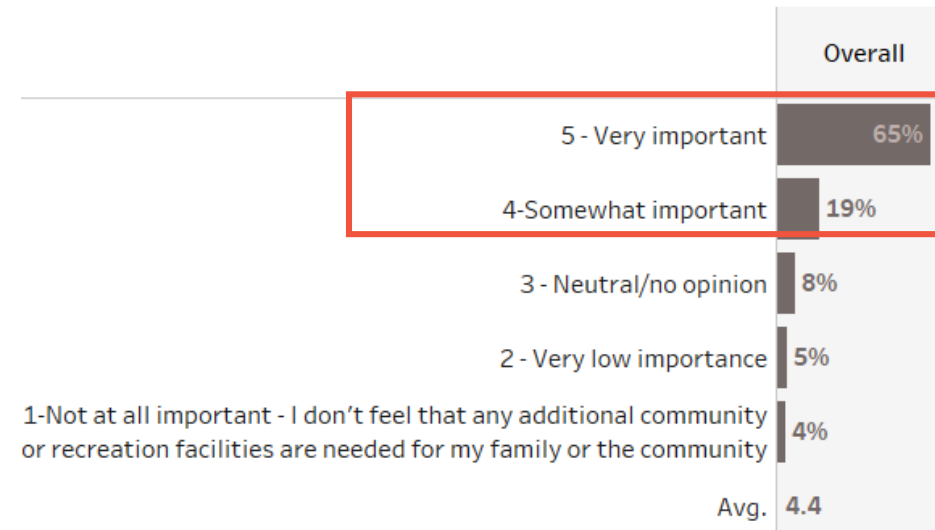 Overall
5 - Very important 65%
4-Somewhat important 19%
3 - Neutral/no opinion 8%
2 - Very low importance 5%
1-Not at all important - I don’t feel that any additional community
or recreation facilities are needed for my family or the community 4%
Avg. 4.4